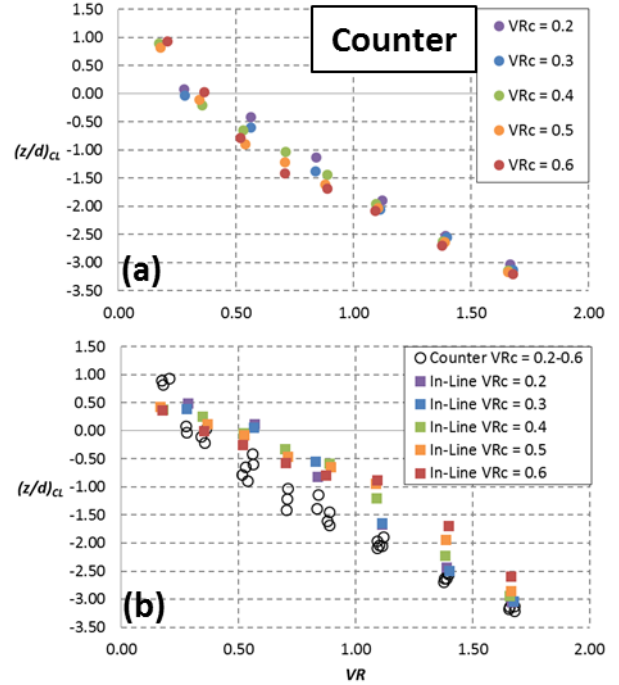 1.50
1.00
0.50
0.00
-0.50
-1.00
-1.50
-2.00
-2.50
-3.00
-3.50
(z/d)CL
Counter
VRc = 0.2
VRc = 0.3
VRc = 0.4
VRc = 0.5
VRc = 0.6
(a)
0.00 0.50 1.00 1.50 2.00
1.50
1.00
0.50
0.00
-0.50
-1.00
-1.50
-2.00
-2.50
-3.00
-3.50
(z/d)CL
Counter VRc = 0.2-0.6
In-Line VRc = 0.2
In-Line VRc = 0.3
In-Line VRc = 0.4
In-Line VRc = 0.5
In-Line VRc = 0.6
(b)
0.00 0.50 1.00 1.50 2.00
VR